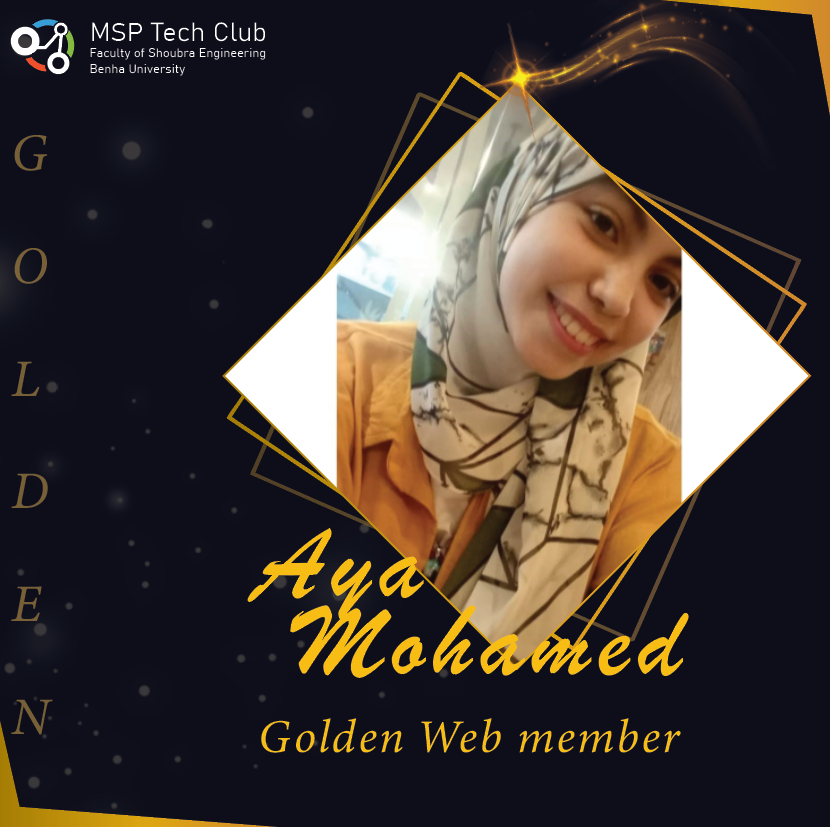 MSP Tech Club
Faculty of Shoubra Engineering
Benha University
G
O
L
D
E
N
Aya
Mohamed
Golden Web member